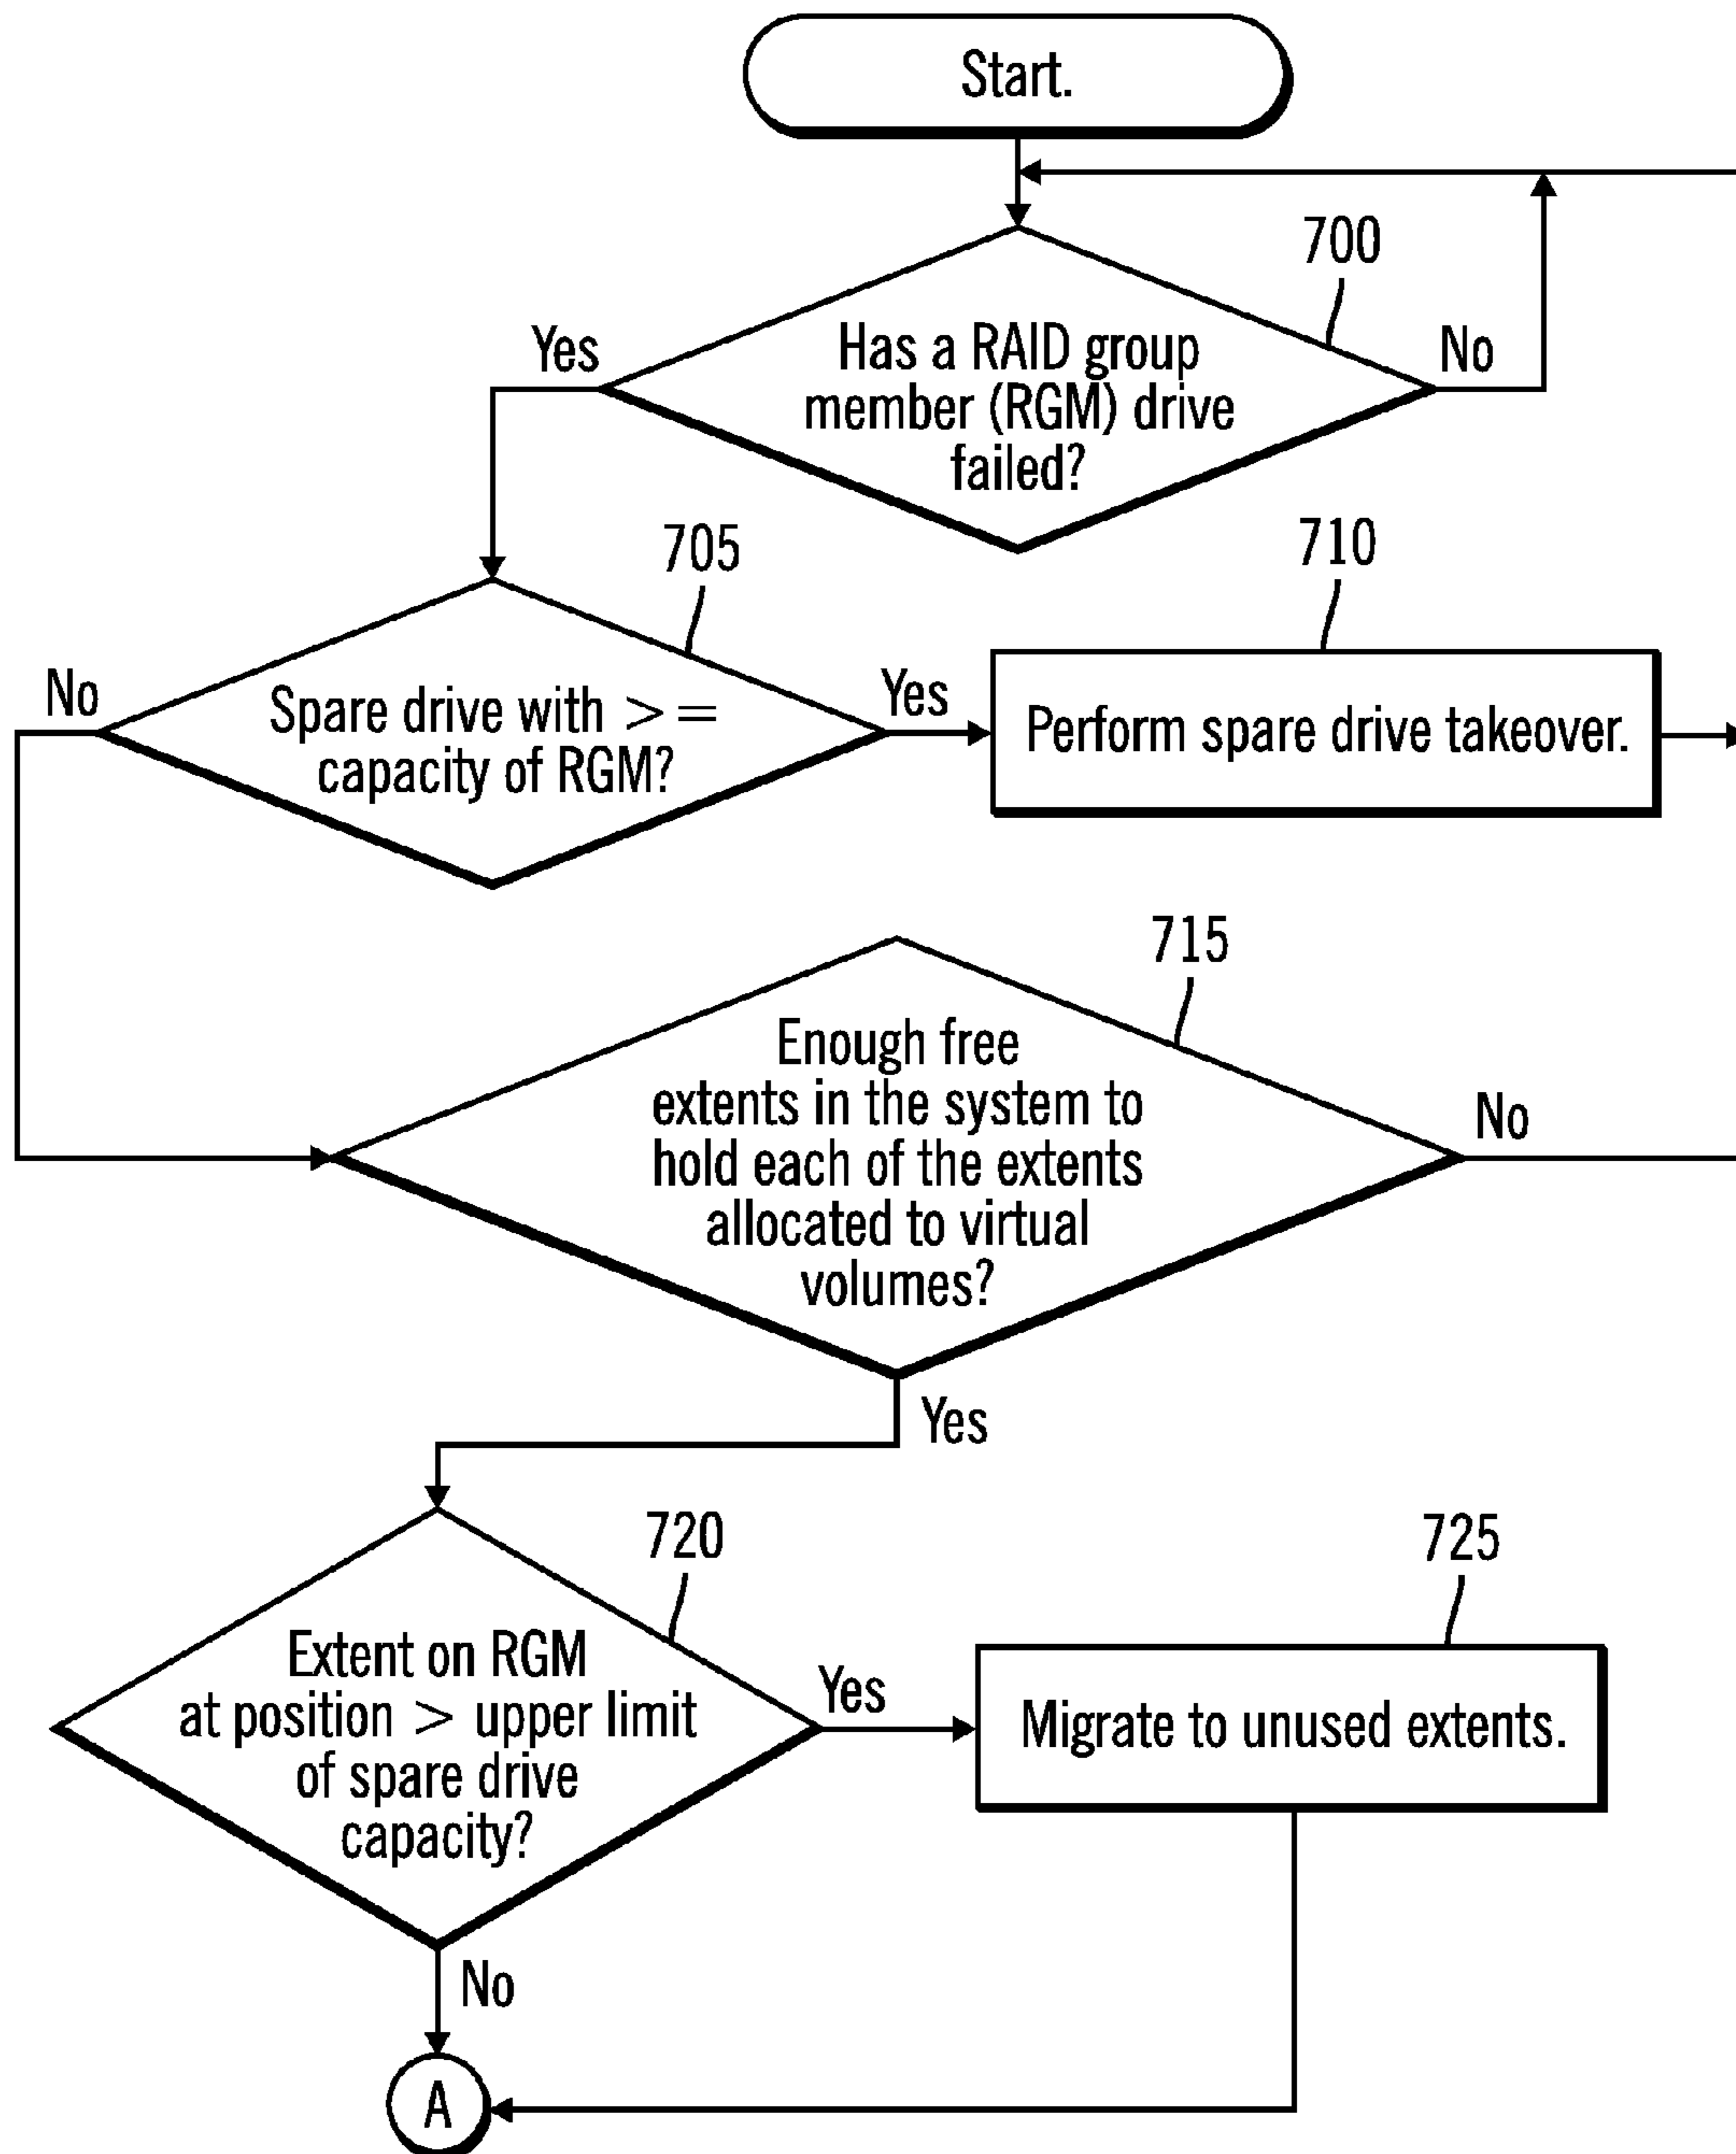 Start.
700
Has a RAID group
member (RGM) drive
failed?
Yes
No
705
710
Spare drive with >=
capacity of RGM?
No
Yes
Perform spare drive takeover.
715
Enough free
extents in the system to
hold each of the extents
allocated to virtual
volumes?
No
Yes
720
725
Extent on RGM
at position > upper limit
of spare drive
capacity?
Yes
Migrate to unused extents.
No
A